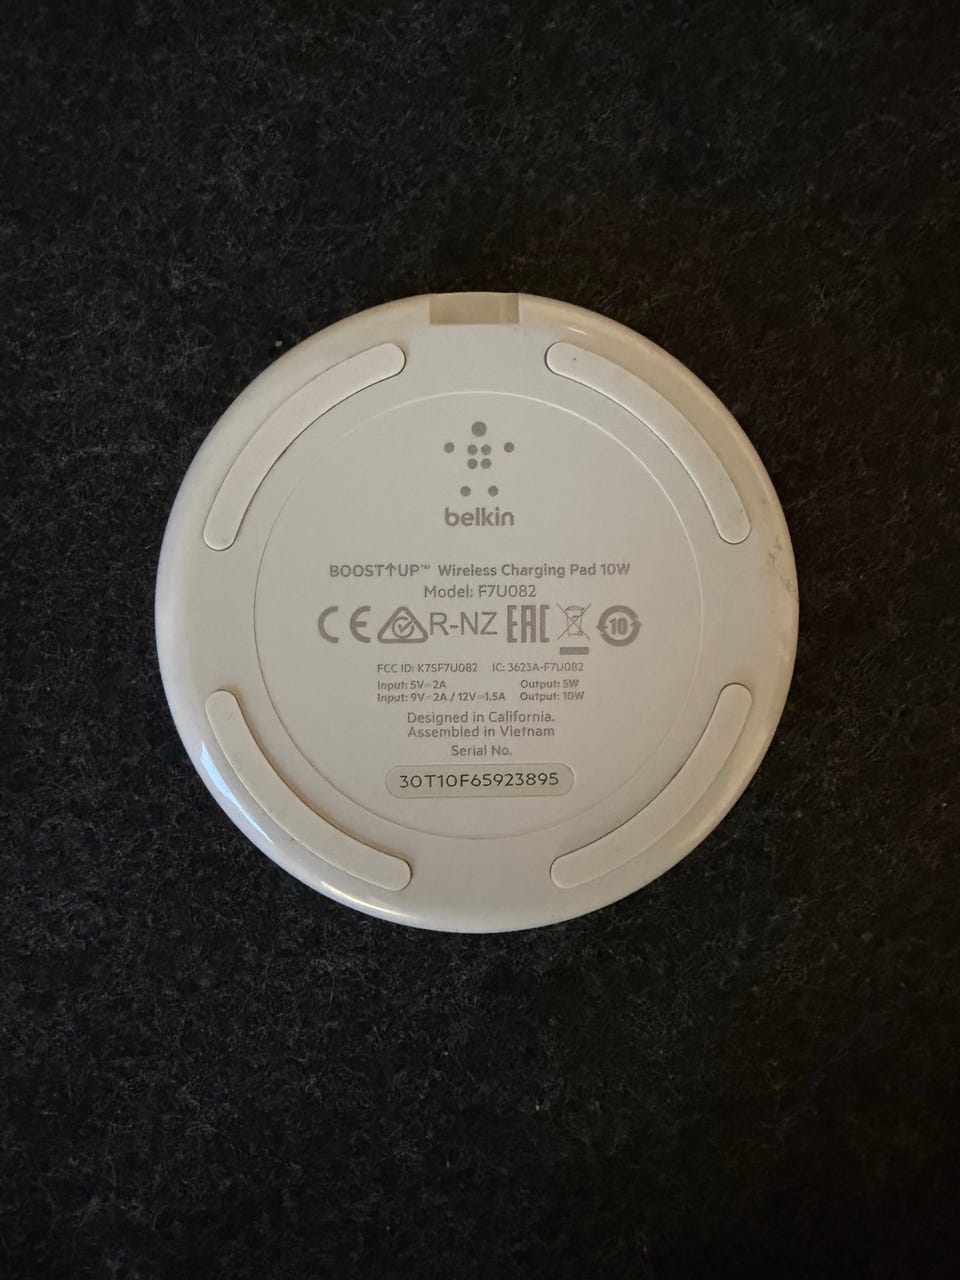 belkin
BOOST↑UP™ Wireless Charging Pad 10W
Model: F7U082
CE R-NZ EAC 10
FCC ID: K7SF7U082 IC: 3623A-F7U082
Input: 5V⎓2A Output: 5W
Input: 9V⎓2A / 12V⎓1.5A Output: 10W
Designed in California.
Assembled in Vietnam
Serial No.
30T10F65923895